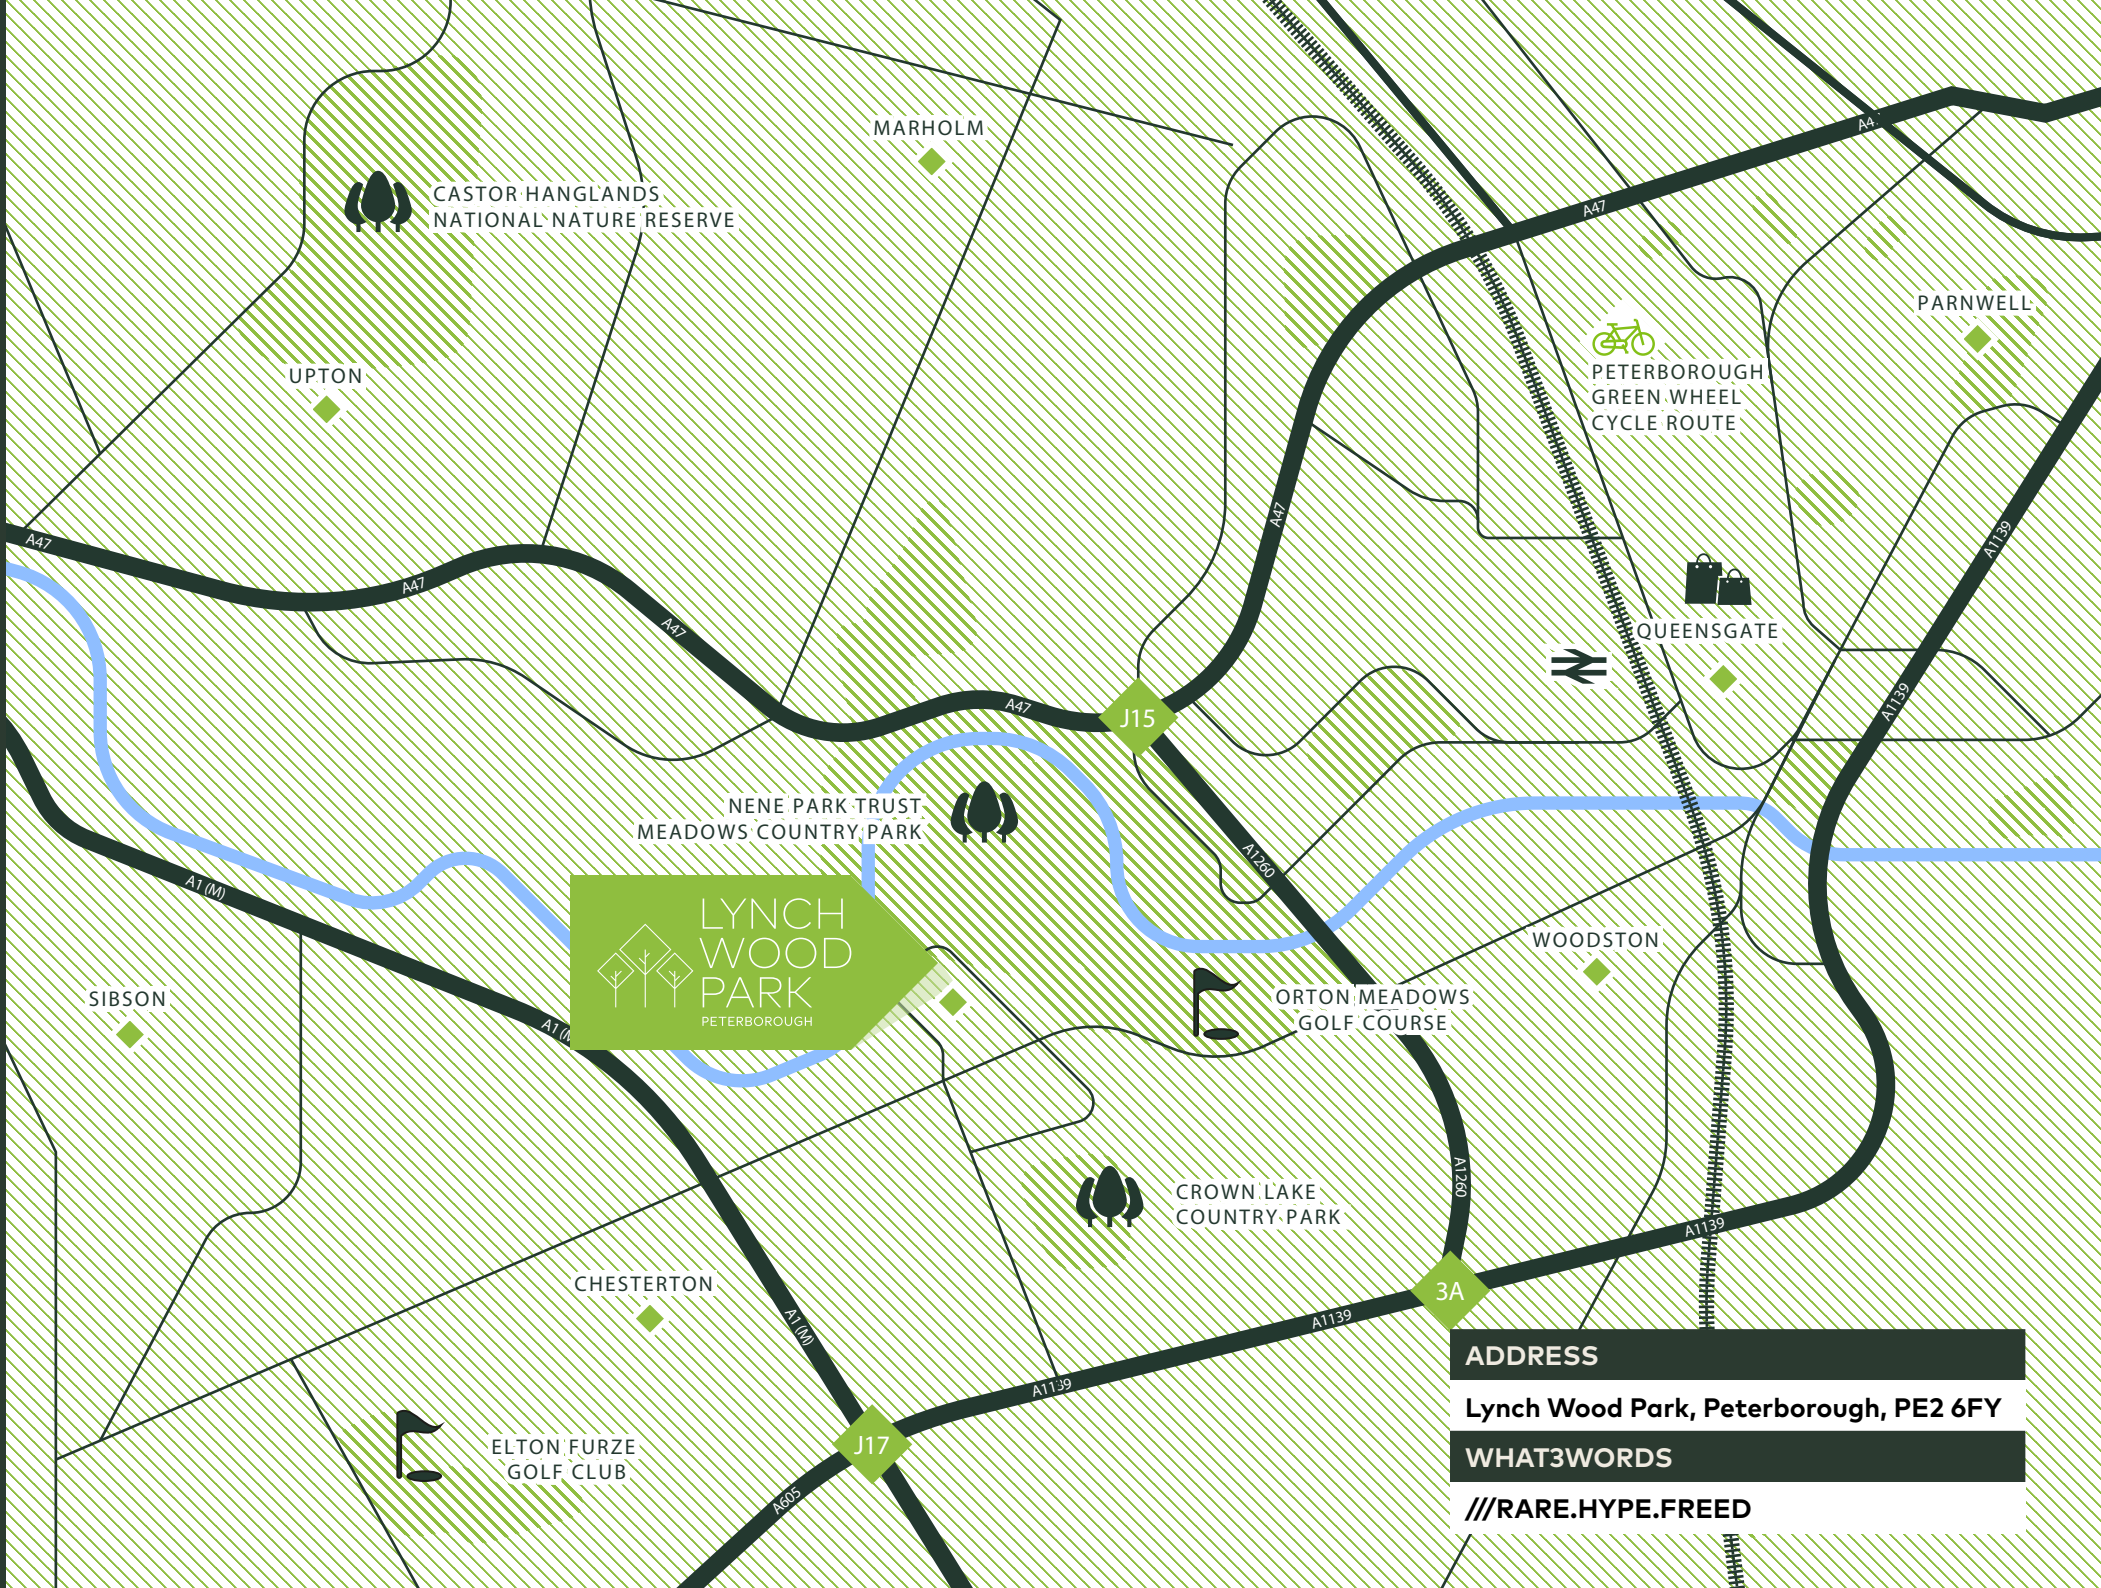 A47
MARHOLM
CASTOR HANGLANDS
NATIONAL NATURE RESERVE
A47
PARNWELL
PETERBOROUGH
GREEN WHEEL
CYCLE ROUTE
UPTON
A47
A47
A1139
A47
A47
QUEENSGATE
A47
J15
A1139
NENE PARK TRUST
MEADOWS COUNTRY PARK
A1260
A1 (M)
LYNCH
WOOD
PARK
PETERBOROUGH
WOODSTON
SIBSON
ORTON MEADOWS
GOLF COURSE
A1 (M
A1260
CROWN LAKE
COUNTRY PARK
A1139
CHESTERTON
3A
A1 (M)
A1139
A1139
J17
ELTON FURZE
GOLF CLUB
A605
ADDRESS
Lynch Wood Park, Peterborough, PE2 6FY
WHAT3WORDS
///RARE.HYPE.FREED